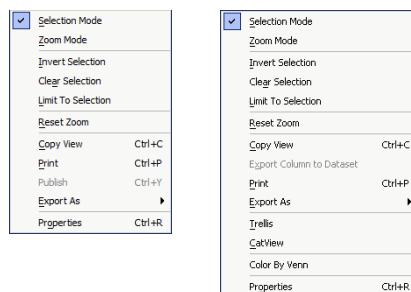 Selection Mode
Zoom Mode
Invert Selection
Clear Selection
Limit To Selection
Reset Zoom
Copy View Ctrl+C
Print Ctrl+P
Publish Ctrl+Y
Export As
Properties Ctrl+R
Selection Mode
Zoom Mode
Invert Selection
Clear Selection
Limit To Selection
Reset Zoom
Copy View Ctrl+C
Export Column to Dataset
Print Ctrl+P
Export As
Trellis
CatView
Color By Venn
Properties Ctrl+R